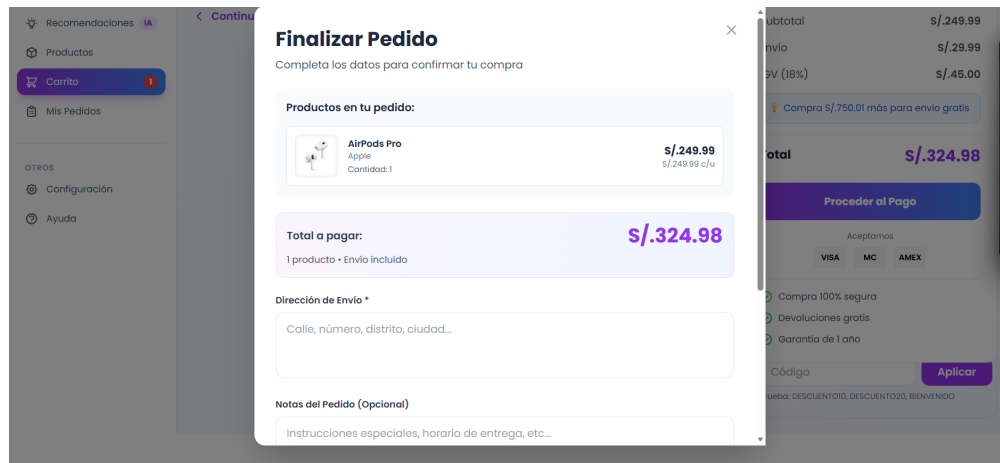 Recomendaciones IA
Productos
Carrito 1
Mis Pedidos
OTROS
Configuración
Ayuda
Continu
Finalizar Pedido
Completa los datos para confirmar tu compra
Productos en tu pedido:
AirPods Pro
Apple
Cantidad: 1
S/.249.99
S/.249.99 c/u
Total a pagar:
S/.324.98
1 producto • Envío incluido
Dirección de Envío *
Calle, número, distrito, ciudad...
Notas del Pedido (Opcional)
Instrucciones especiales, horario de entrega, etc...
ubtotal S/.249.99
nvío S/.29.99
GV (18%) S/.45.00
Compra S/.750.01 más para envío gratis
otal S/.324.98
Proceder al Pago
Aceptamos
VISA MC AMEX
Compra 100% segura
Devoluciones gratis
Garantía de 1 año
Código Aplicar
rueba: DESCUENTO10, DESCUENTO20, BIENVENIDO